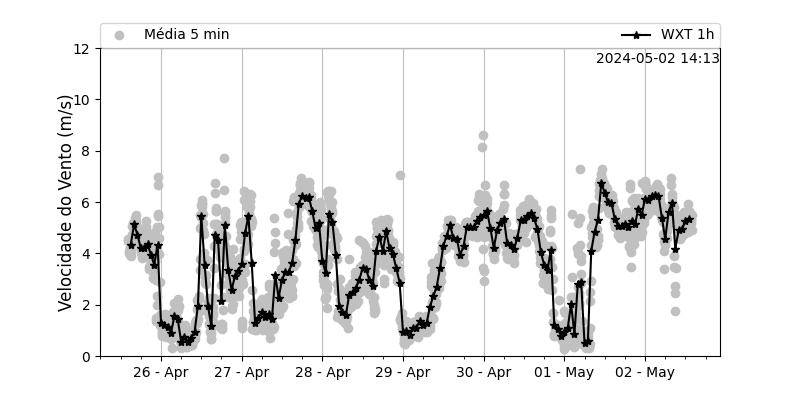 Média 5 min
WXT 1h
2024-05-02 14:13
Velocidade do Vento (m/s)
12
10
8
6
4
2
0
26 - Apr
27 - Apr
28 - Apr
29 - Apr
30 - Apr
01 - May
02 - May